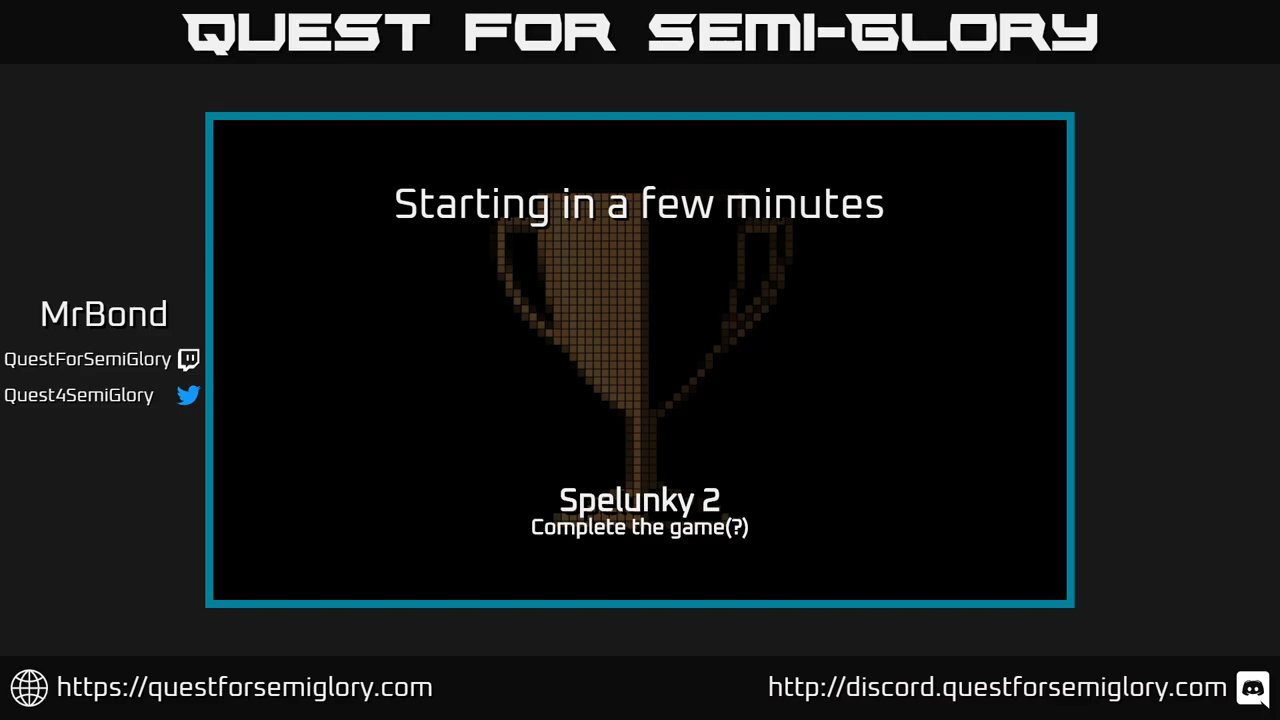 QUEST FOR SEMI-GLORY
Starting in a few minutes
MrBond
QuestForSemiGlory
Quest4SemiGlory
Spelunky 2
Complete the game(?)
https://questforsemiglory.com
http://discord.questforsemiglory.com